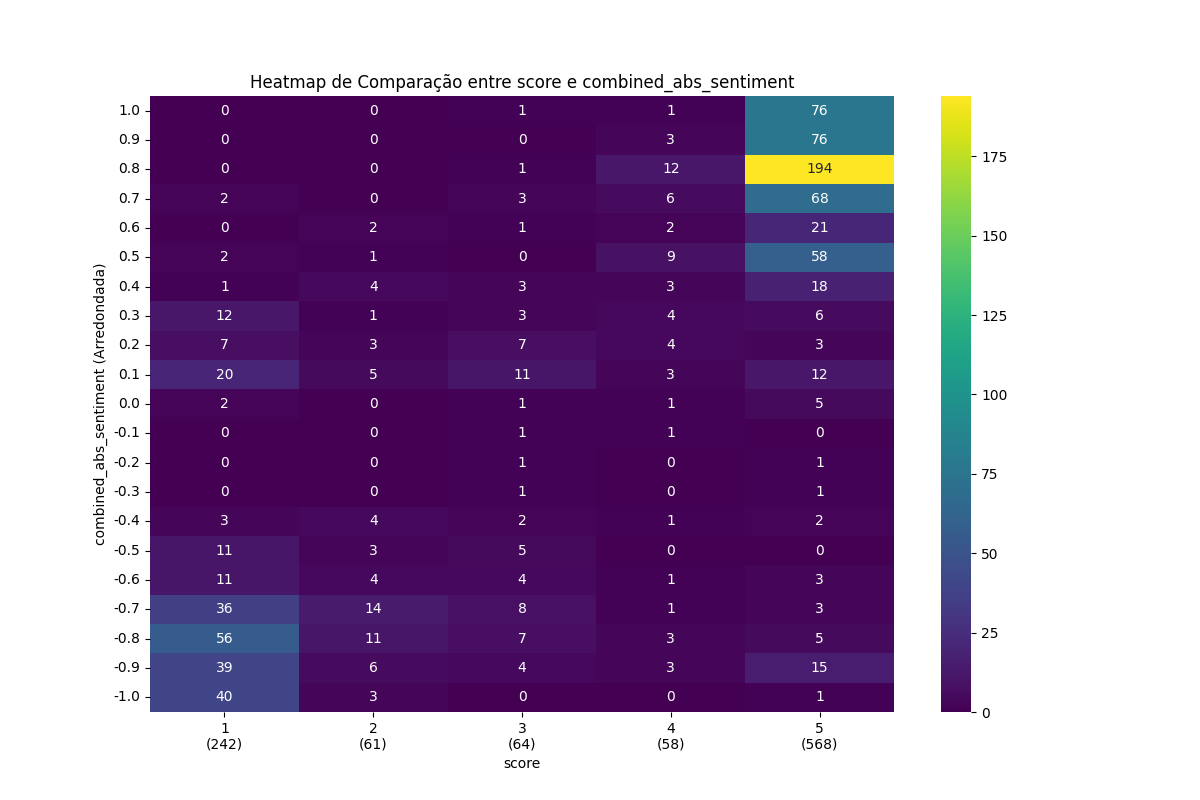 Heatmap de Comparação entre score e combined_abs_sentiment
combined_abs_sentiment (Arredondada)
1.0 0 0 1 1 76
0.9 0 0 0 3 76
0.8 0 0 1 12 194
0.7 2 0 3 6 68
0.6 0 2 1 2 21
0.5 2 1 0 9 58
0.4 1 4 3 3 18
0.3 12 1 3 4 6
0.2 7 3 7 4 3
0.1 20 5 11 3 12
0.0 2 0 1 1 5
-0.1 0 0 1 1 0
-0.2 0 0 1 0 1
-0.3 0 0 1 0 1
-0.4 3 4 2 1 2
-0.5 11 3 5 0 0
-0.6 11 4 4 1 3
-0.7 36 14 8 1 3
-0.8 56 11 7 3 5
-0.9 39 6 4 3 15
-1.0 40 3 0 0 1
1 2 3 4 5
(242) (61) (64) (58) (568)
score
175
150
125
100
75
50
25
0